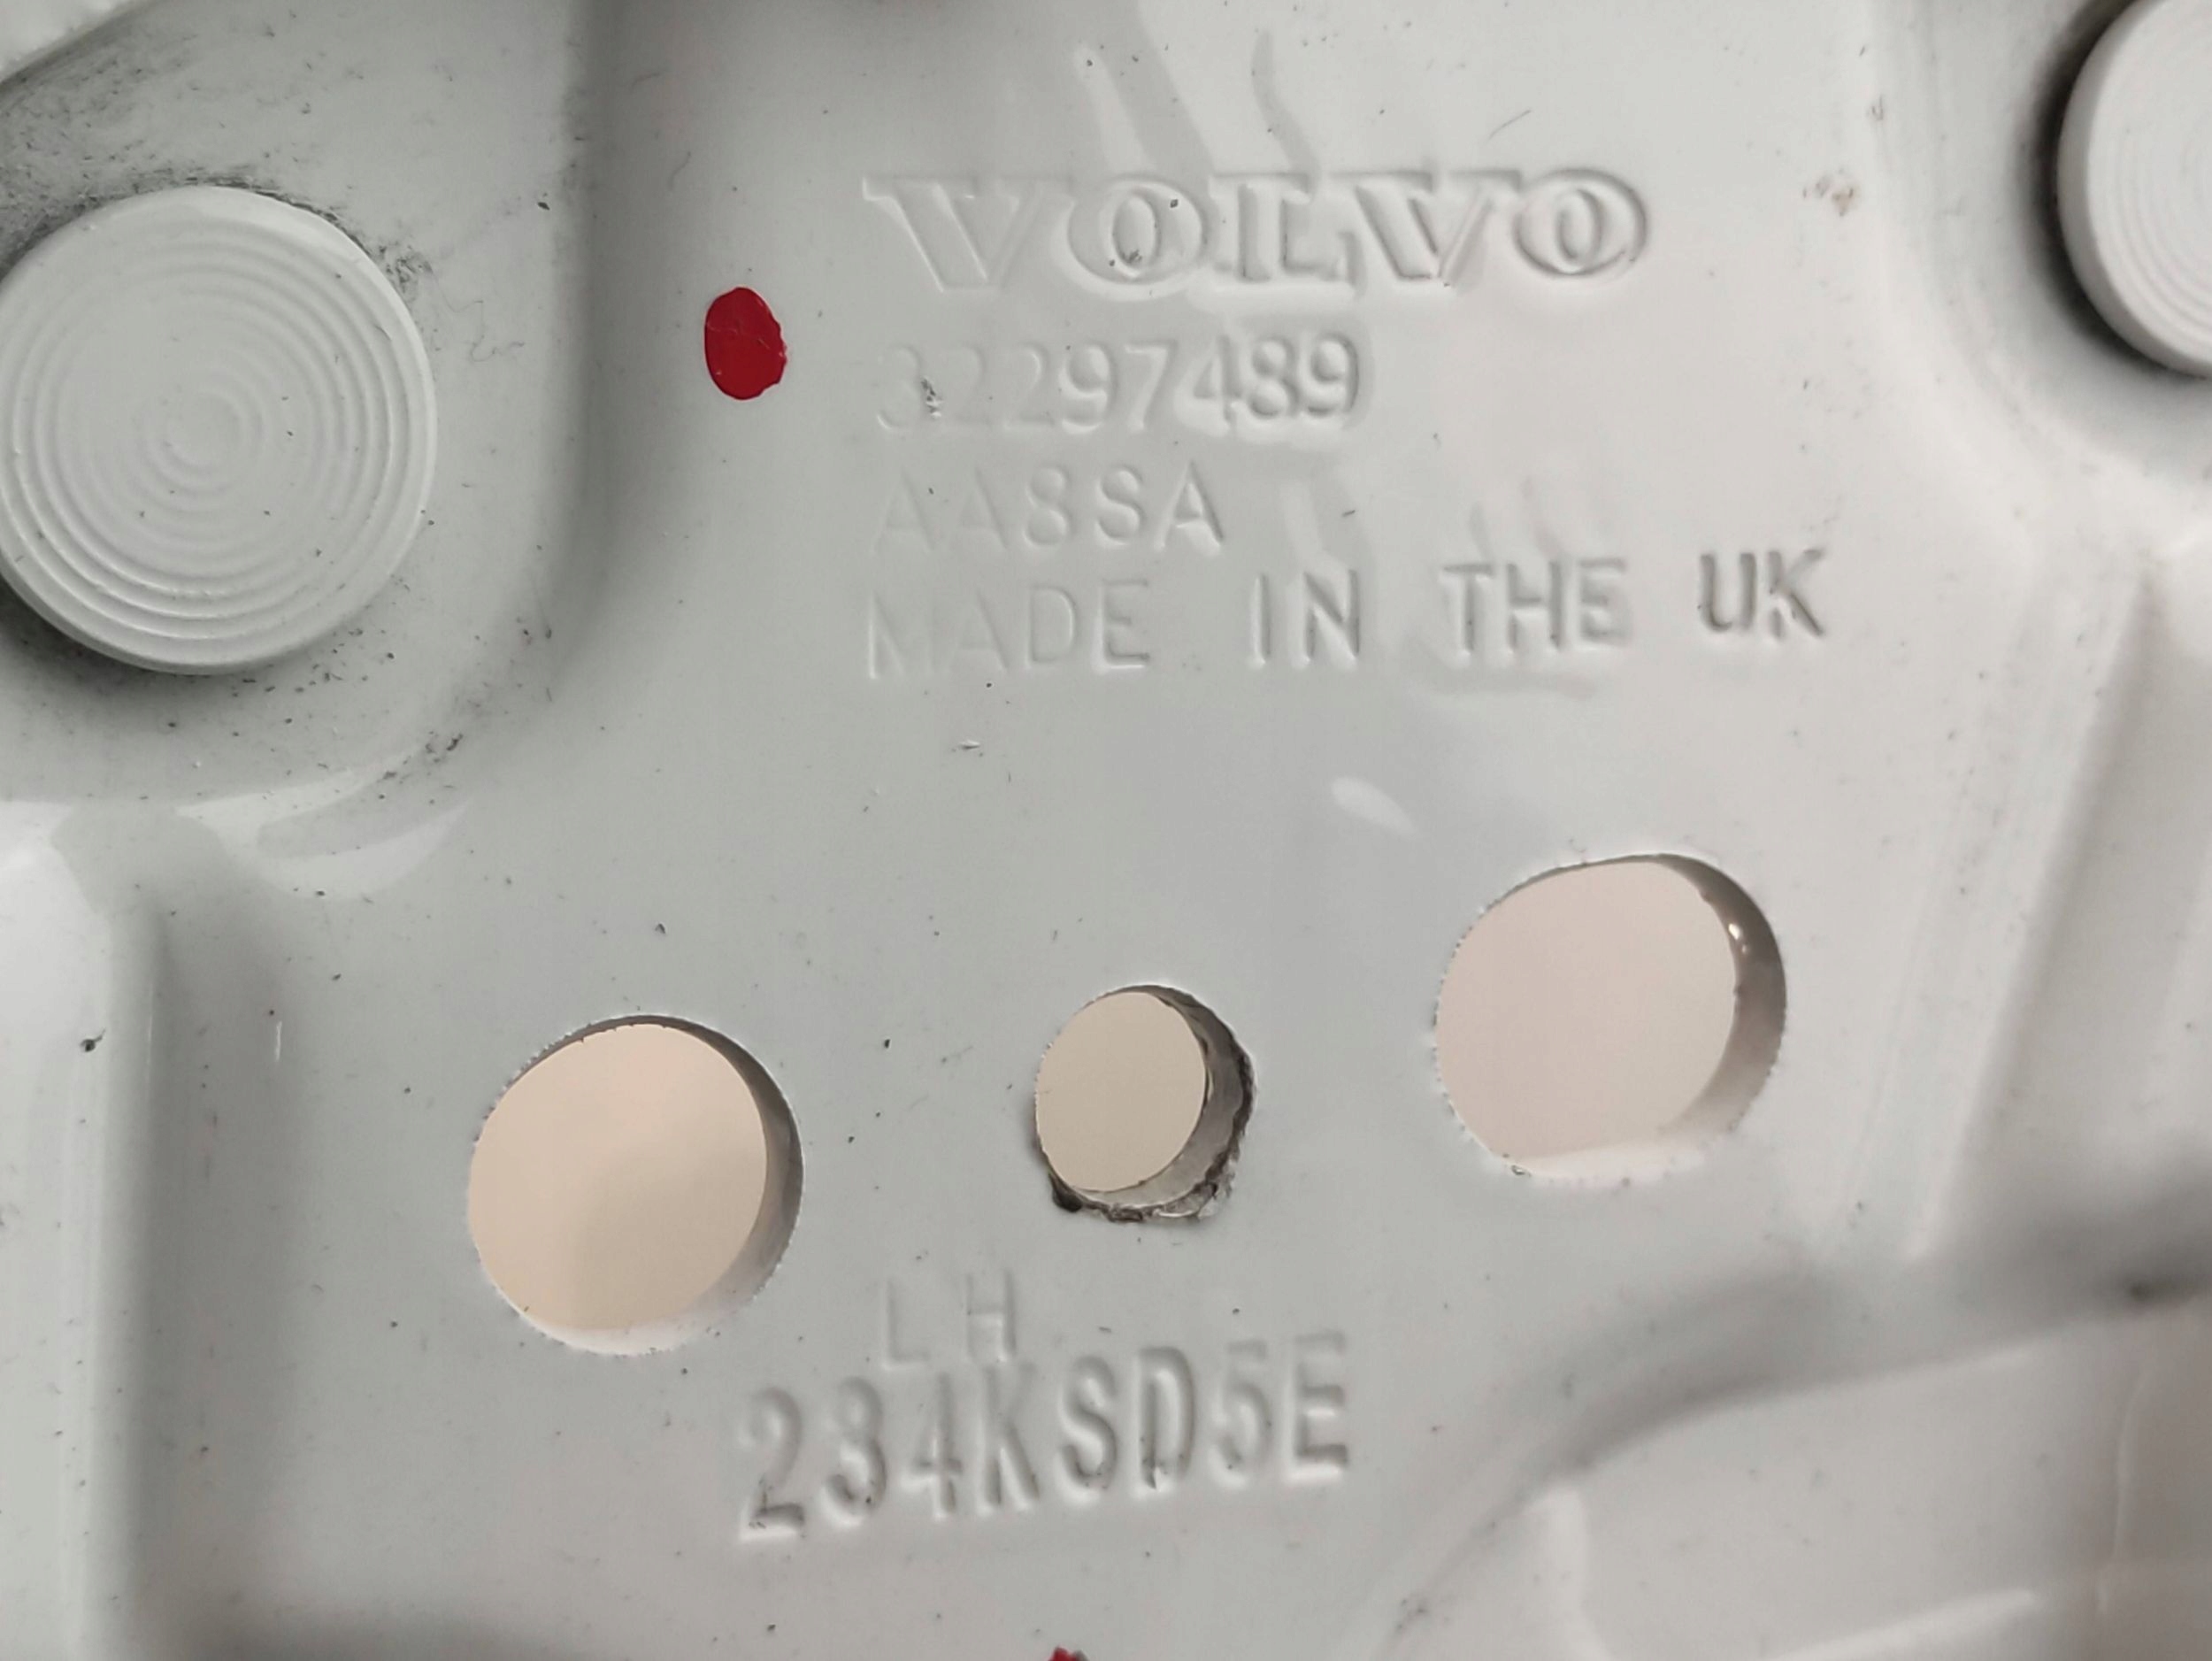 VOLVO
32297489
AA8SA
MADE IN THE UK
LH
234KSD5E